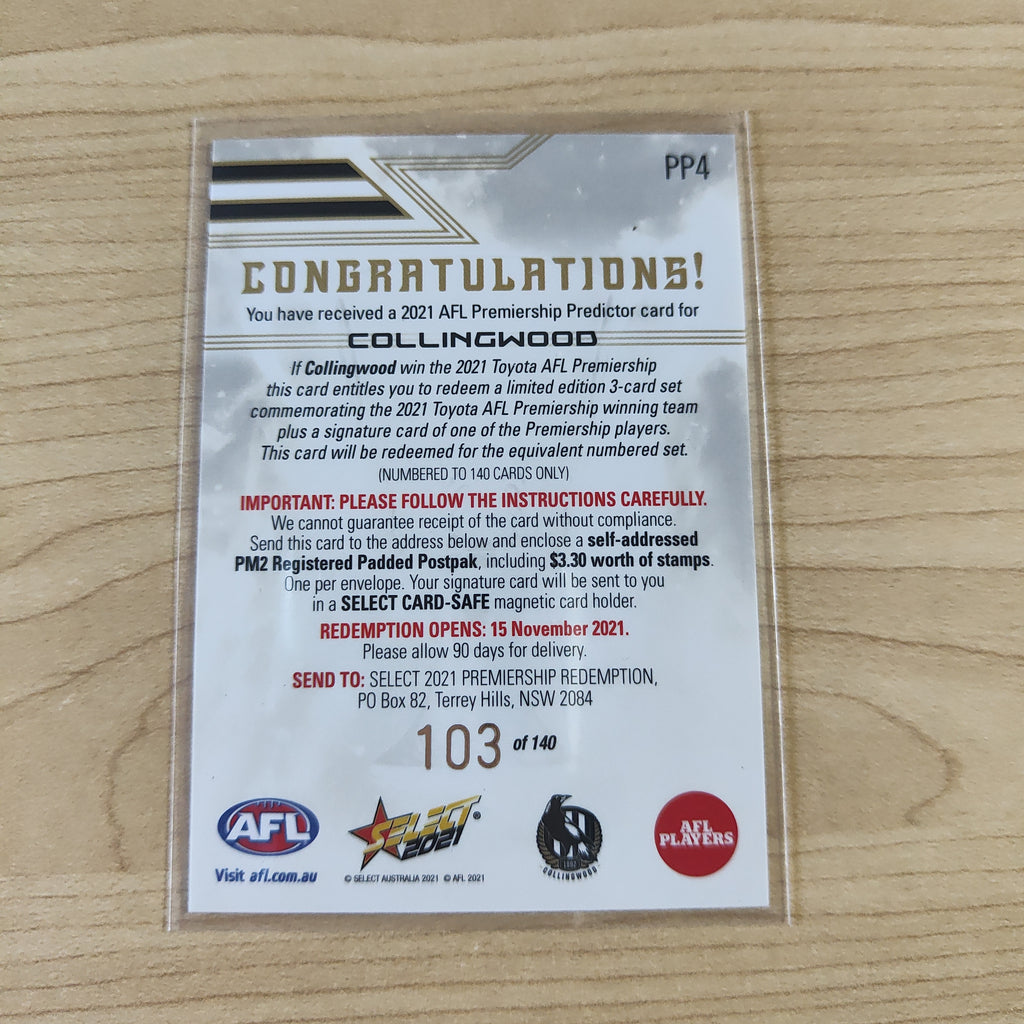 PP4
CONGRATULATIONS!
You have received a 2021 AFL Premiership Predictor card for
COLLINGWOOD
If Collingwood win the 2021 Toyota AFL Premiership
this card entitles you to redeem a limited edition 3-card set
commemorating the 2021 Toyota AFL Premiership winning team
plus a signature card of one of the Premiership players.
This card will be redeemed for the equivalent numbered set.
(NUMBERED TO 140 CARDS ONLY)
IMPORTANT: PLEASE FOLLOW THE INSTRUCTIONS CAREFULLY.
We cannot guarantee receipt of the card without compliance.
Send this card to the address below and enclose a self-addressed
PM2 Registered Padded Postpak, including $3.30 worth of stamps.
One per envelope. Your signature card will be sent to you
in a SELECT CARD-SAFE magnetic card holder.
REDEMPTION OPENS: 15 November 2021.
Please allow 90 days for delivery.
SEND TO: SELECT 2021 PREMIERSHIP REDEMPTION,
PO Box 82, Terrey Hills, NSW 2084
103 of 140
AFL
Visit afl.com.au
SELECT®
2021
© SELECT AUSTRALIA 2021 © AFL 2021
COLLINGWOOD
AFL
PLAYERS